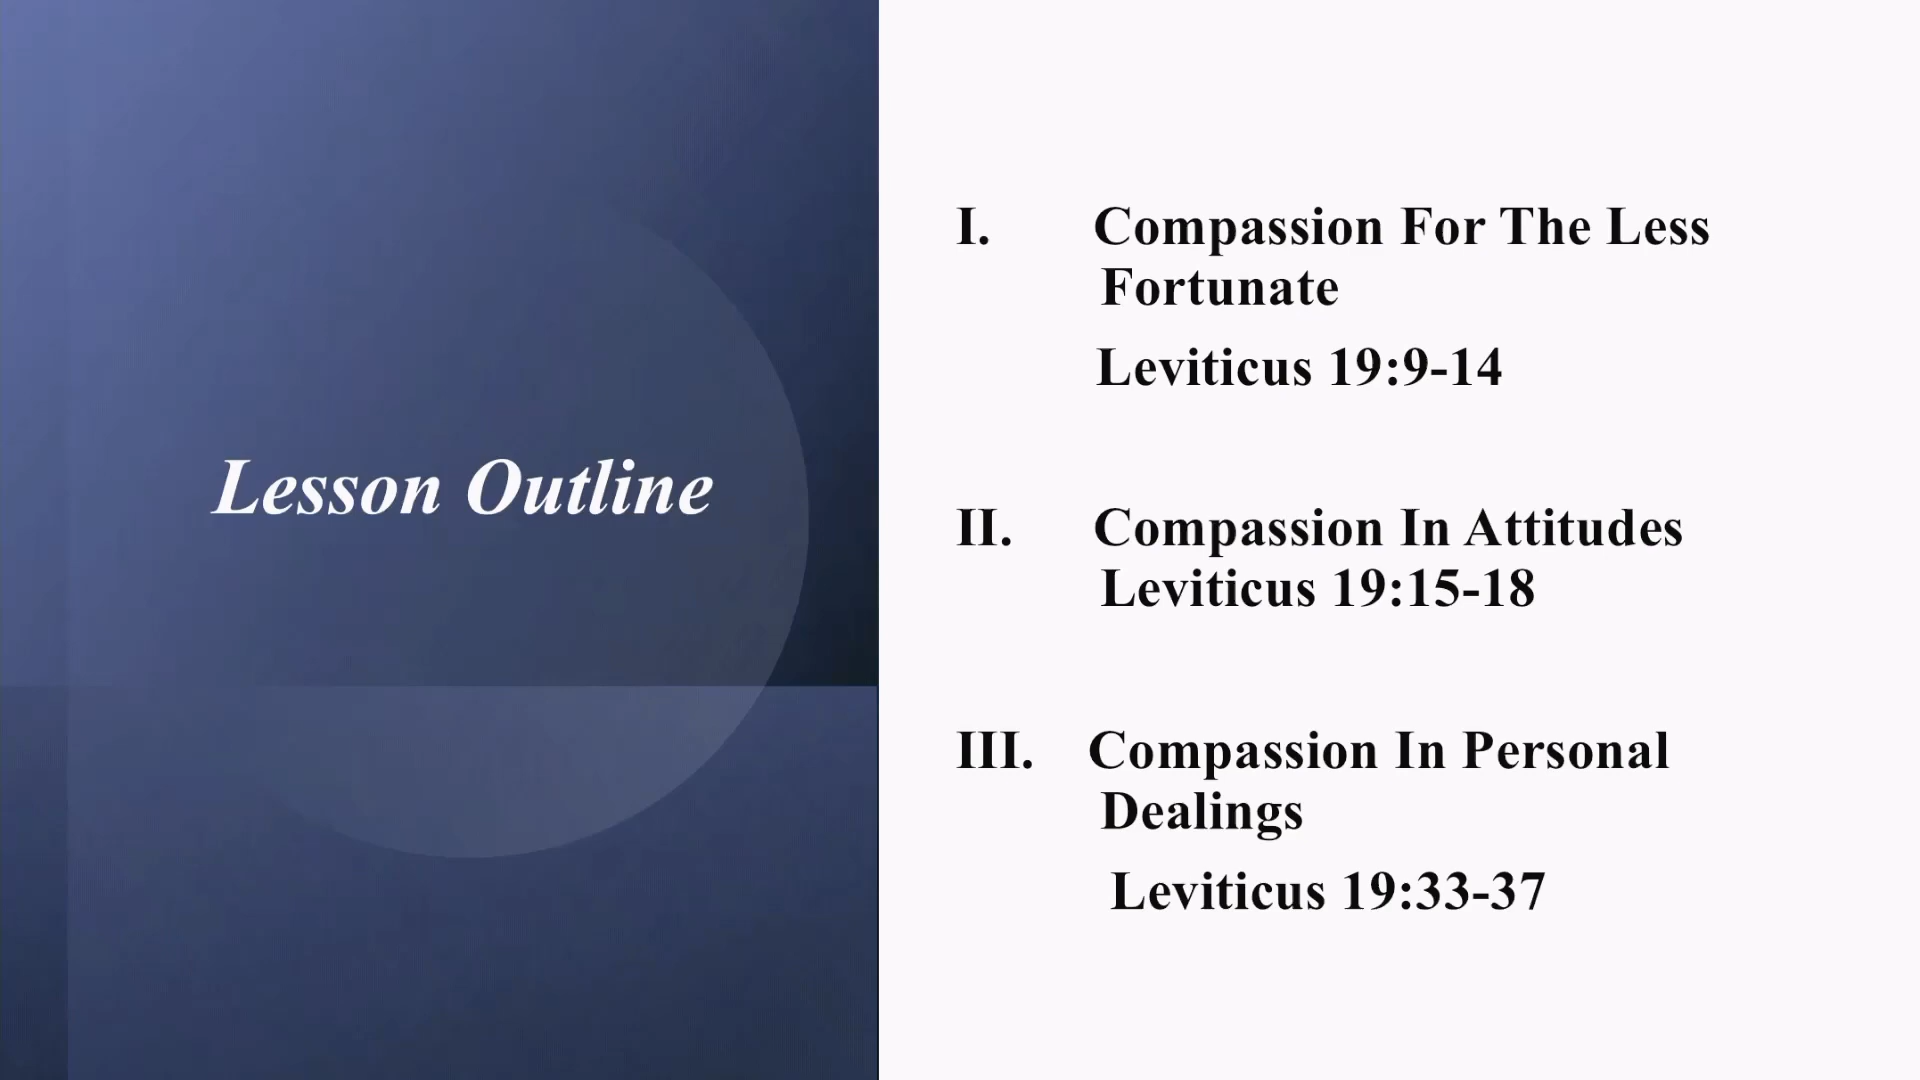 Lesson Outline
I. Compassion For The Less
Fortunate
Leviticus 19:9-14
II. Compassion In Attitudes
Leviticus 19:15-18
III. Compassion In Personal
Dealings
Leviticus 19:33-37